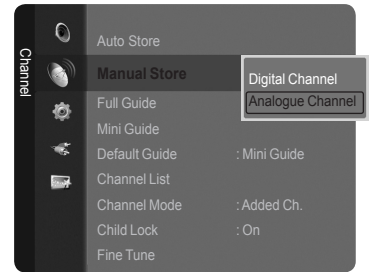 Channel
Auto Store
Manual Store
Digital Channel
Analogue Channel
Full Guide
Mini Guide
Default Guide : Mini Guide
Channel List
Channel Mode : Added Ch.
Child Lock : On
Fine Tune